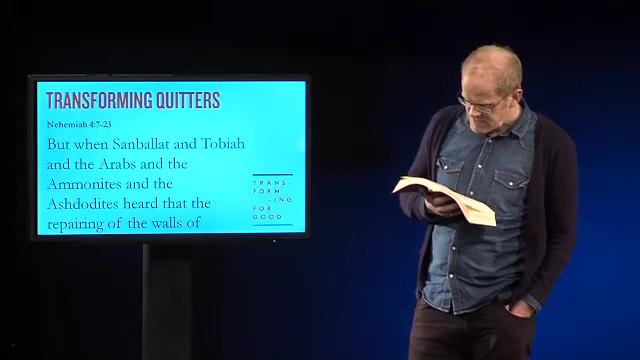 TRANSFORMING QUITTERS
Nehemiah 4:7-23
But when Sanballat and Tobiah
and the Arabs and the
Ammonites and the
Ashdodites heard that the
repairing of the walls of
TRANS-
FORM
-ING
FOR
GOOD